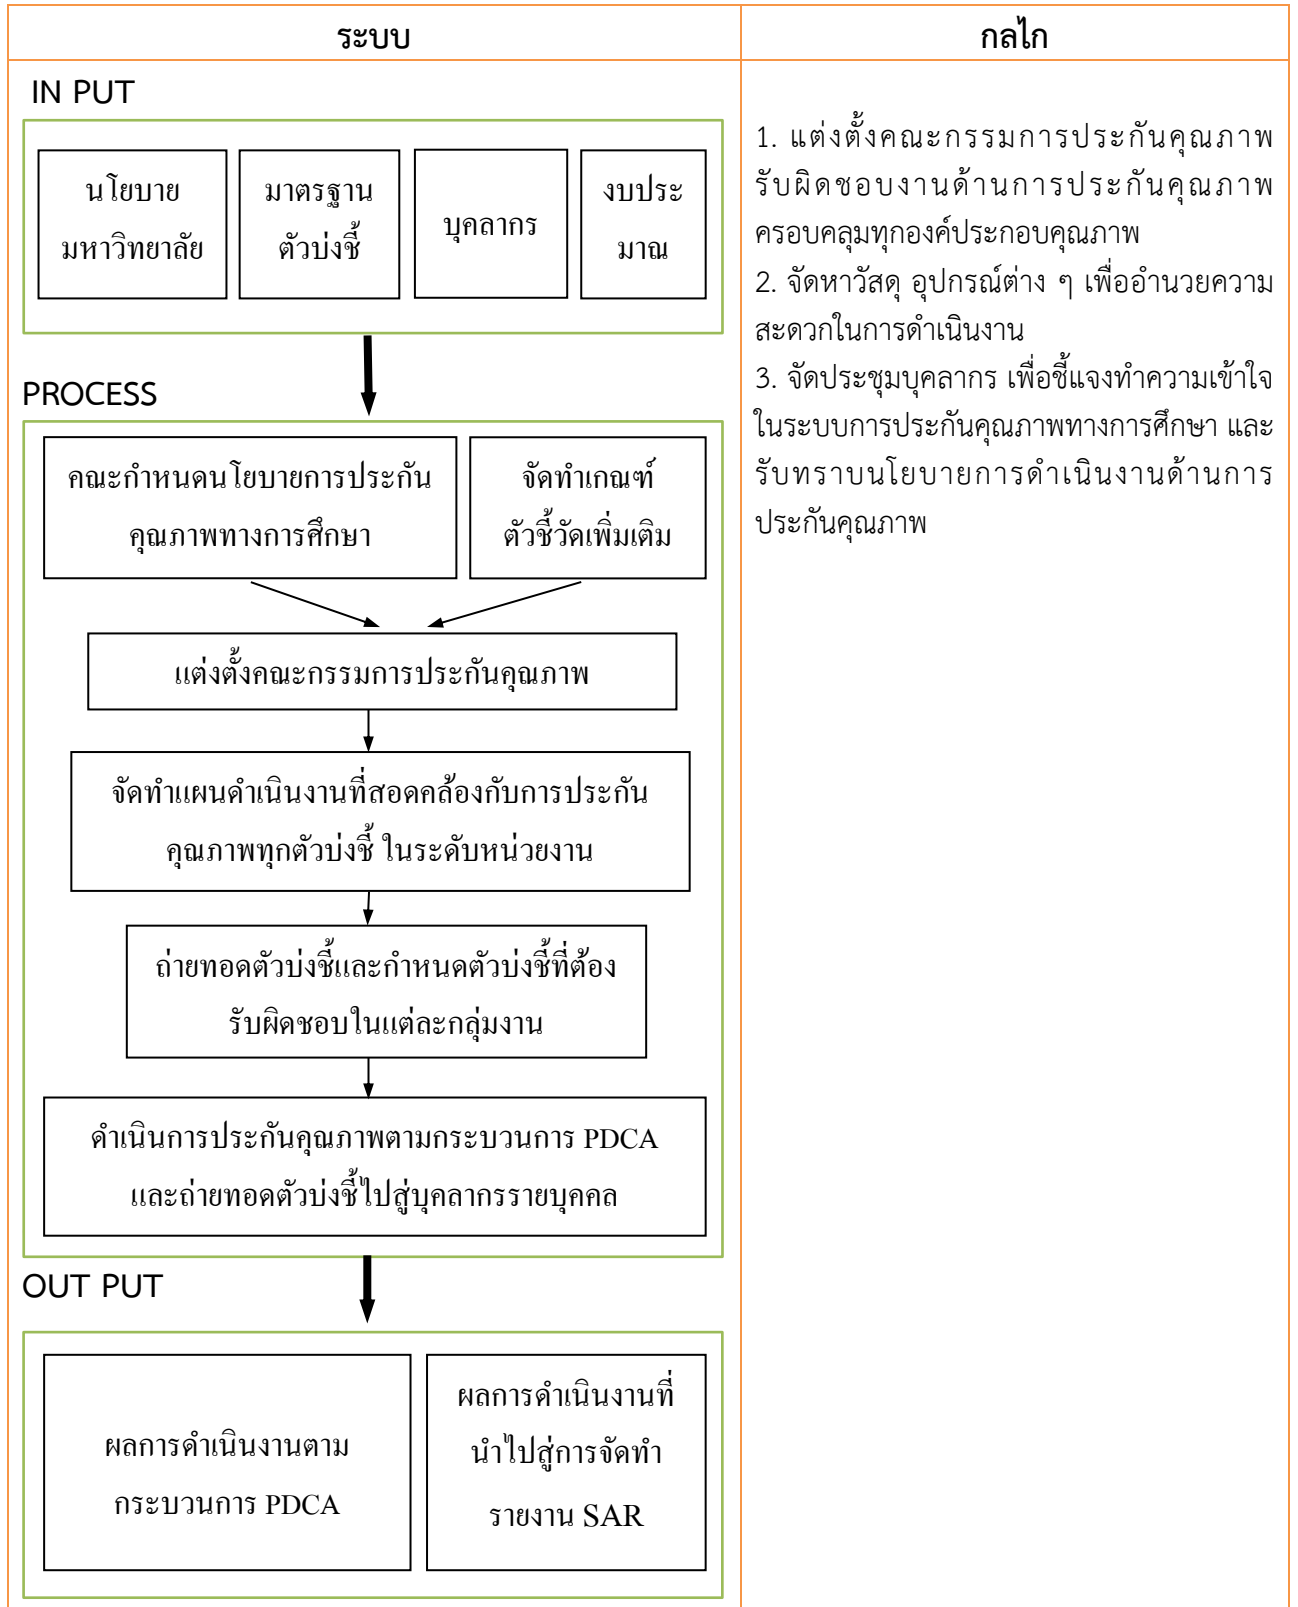 ระบบ
กลไก
IN PUT
นโยบาย
มหาวิทยาลัย
มาตรฐาน
ตัวบ่งชี้
บุคลากร
งบประ
มาณ
PROCESS
คณะกำหนดนโยบายการประกัน
คุณภาพทางการศึกษา
จัดทำเกณฑ์
ตัวชี้วัดเพิ่มเติม
แต่งตั้งคณะกรรมการประกันคุณภาพ
จัดทำแผนดำเนินงานที่สอดคล้องกับการประกัน
คุณภาพทุกตัวบ่งชี้ ในระดับหน่วยงาน
ถ่ายทอดตัวบ่งชี้และกำหนดตัวบ่งชี้ที่ต้อง
รับผิดชอบในแต่ละกลุ่มงาน
ดำเนินการประกันคุณภาพตามกระบวนการ PDCA
และถ่ายทอดตัวบ่งชี้ไปสู่บุคลากรรายบุคคล
OUT PUT
ผลการดำเนินงานตาม
กระบวนการ PDCA
ผลการดำเนินงานที่
นำไปสู่การจัดทำ
รายงาน SAR
1. แต่งตั้งคณะกรรมการประกันคุณภาพ
รับผิดชอบงานด้านการประกันคุณภาพ
ครอบคลุมทุกองค์ประกอบคุณภาพ
2. จัดหาวัสดุ อุปกรณ์ต่าง ๆ เพื่ออำนวยความ
สะดวกในการดำเนินงาน
3. จัดประชุมบุคลากร เพื่อชี้แจงทำความเข้าใจ
ในระบบการประกันคุณภาพทางการศึกษา และ
รับทราบนโยบายการดำเนินงานด้านการ
ประกันคุณภาพ